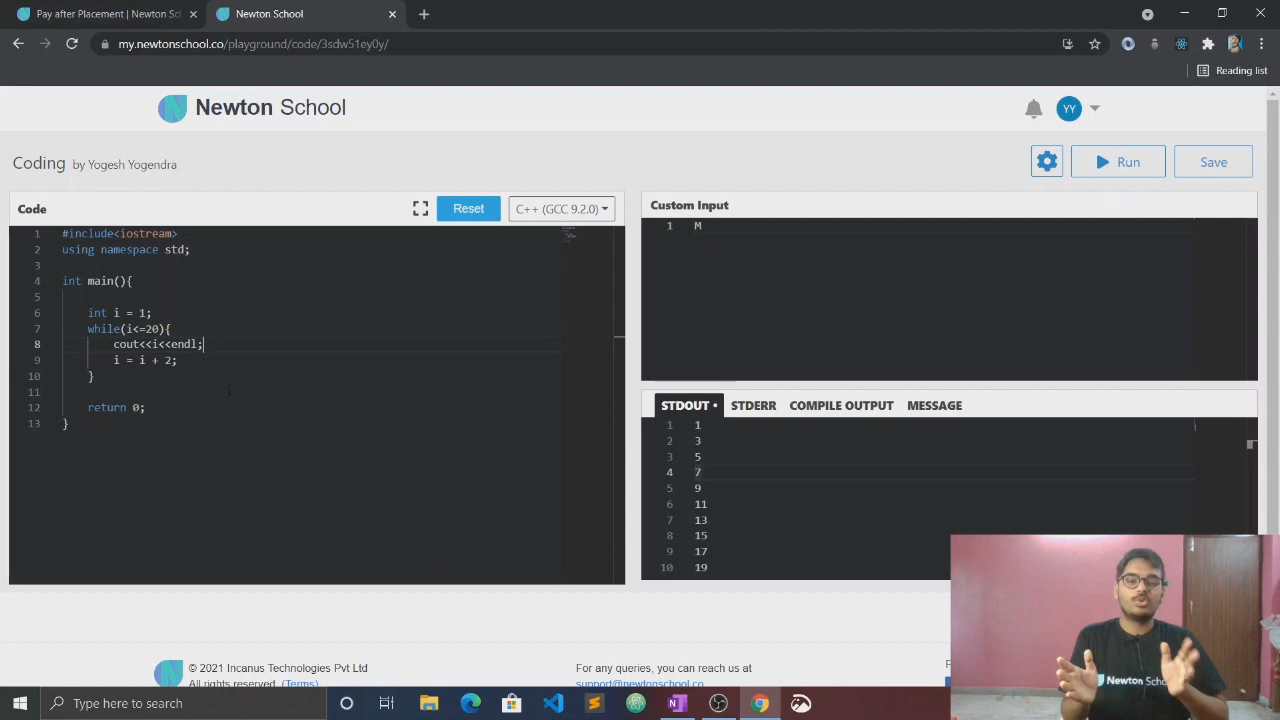 Pay after Placement | Newton Sc
Newton School
my.newtonschool.co/playground/code/3sdw51ey0y/
Reading list
Newton School
YY
Coding by Yogesh Yogendra
Run
Save
Code
Reset
C++ (GCC 9.2.0)
1 #include<iostream>
2 using namespace std;
3
4 int main(){
5
6 int i = 1;
7 while(i<=20){
8 cout<<i<<endl;
9 i = i + 2;
10 }
11
12 return 0;
13 }
Custom Input
1 M
STDOUT • STDERR COMPILE OUTPUT MESSAGE
1 1
2 3
3 5
4 7
5 9
6 11
7 13
8 15
9 17
10 19
Newton School
© 2021 Incanus Technologies Pvt Ltd
All rights reserved. (Terms)
For any queries, you can reach us at
support@newtonschool.co
Type here to search